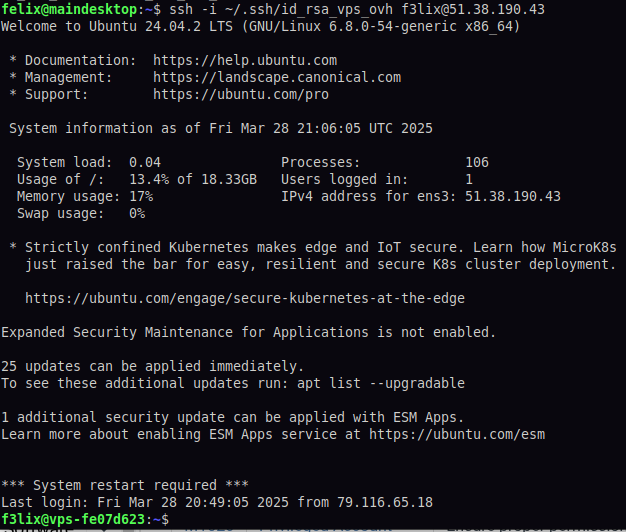 felix@maindesktop:~$ ssh -i ~/.ssh/id_rsa_vps_ovh f3lix@51.38.190.43
Welcome to Ubuntu 24.04.2 LTS (GNU/Linux 6.8.0-54-generic x86_64)

 * Documentation:  https://help.ubuntu.com
 * Management:     https://landscape.canonical.com
 * Support:        https://ubuntu.com/pro

 System information as of Fri Mar 28 21:06:05 UTC 2025

  System load:  0.04               Processes:             106
  Usage of /:   13.4% of 18.33GB   Users logged in:       1
  Memory usage: 17%                IPv4 address for ens3: 51.38.190.43
  Swap usage:   0%

 * Strictly confined Kubernetes makes edge and IoT secure. Learn how MicroK8s
   just raised the bar for easy, resilient and secure K8s cluster deployment.

   https://ubuntu.com/engage/secure-kubernetes-at-the-edge

Expanded Security Maintenance for Applications is not enabled.

25 updates can be applied immediately.
To see these additional updates run: apt list --upgradable

1 additional security update can be applied with ESM Apps.
Learn more about enabling ESM Apps service at https://ubuntu.com/esm

*** System restart required ***
Last login: Fri Mar 28 20:49:05 2025 from 79.116.65.18
f3lix@vps-fe07d623:~$